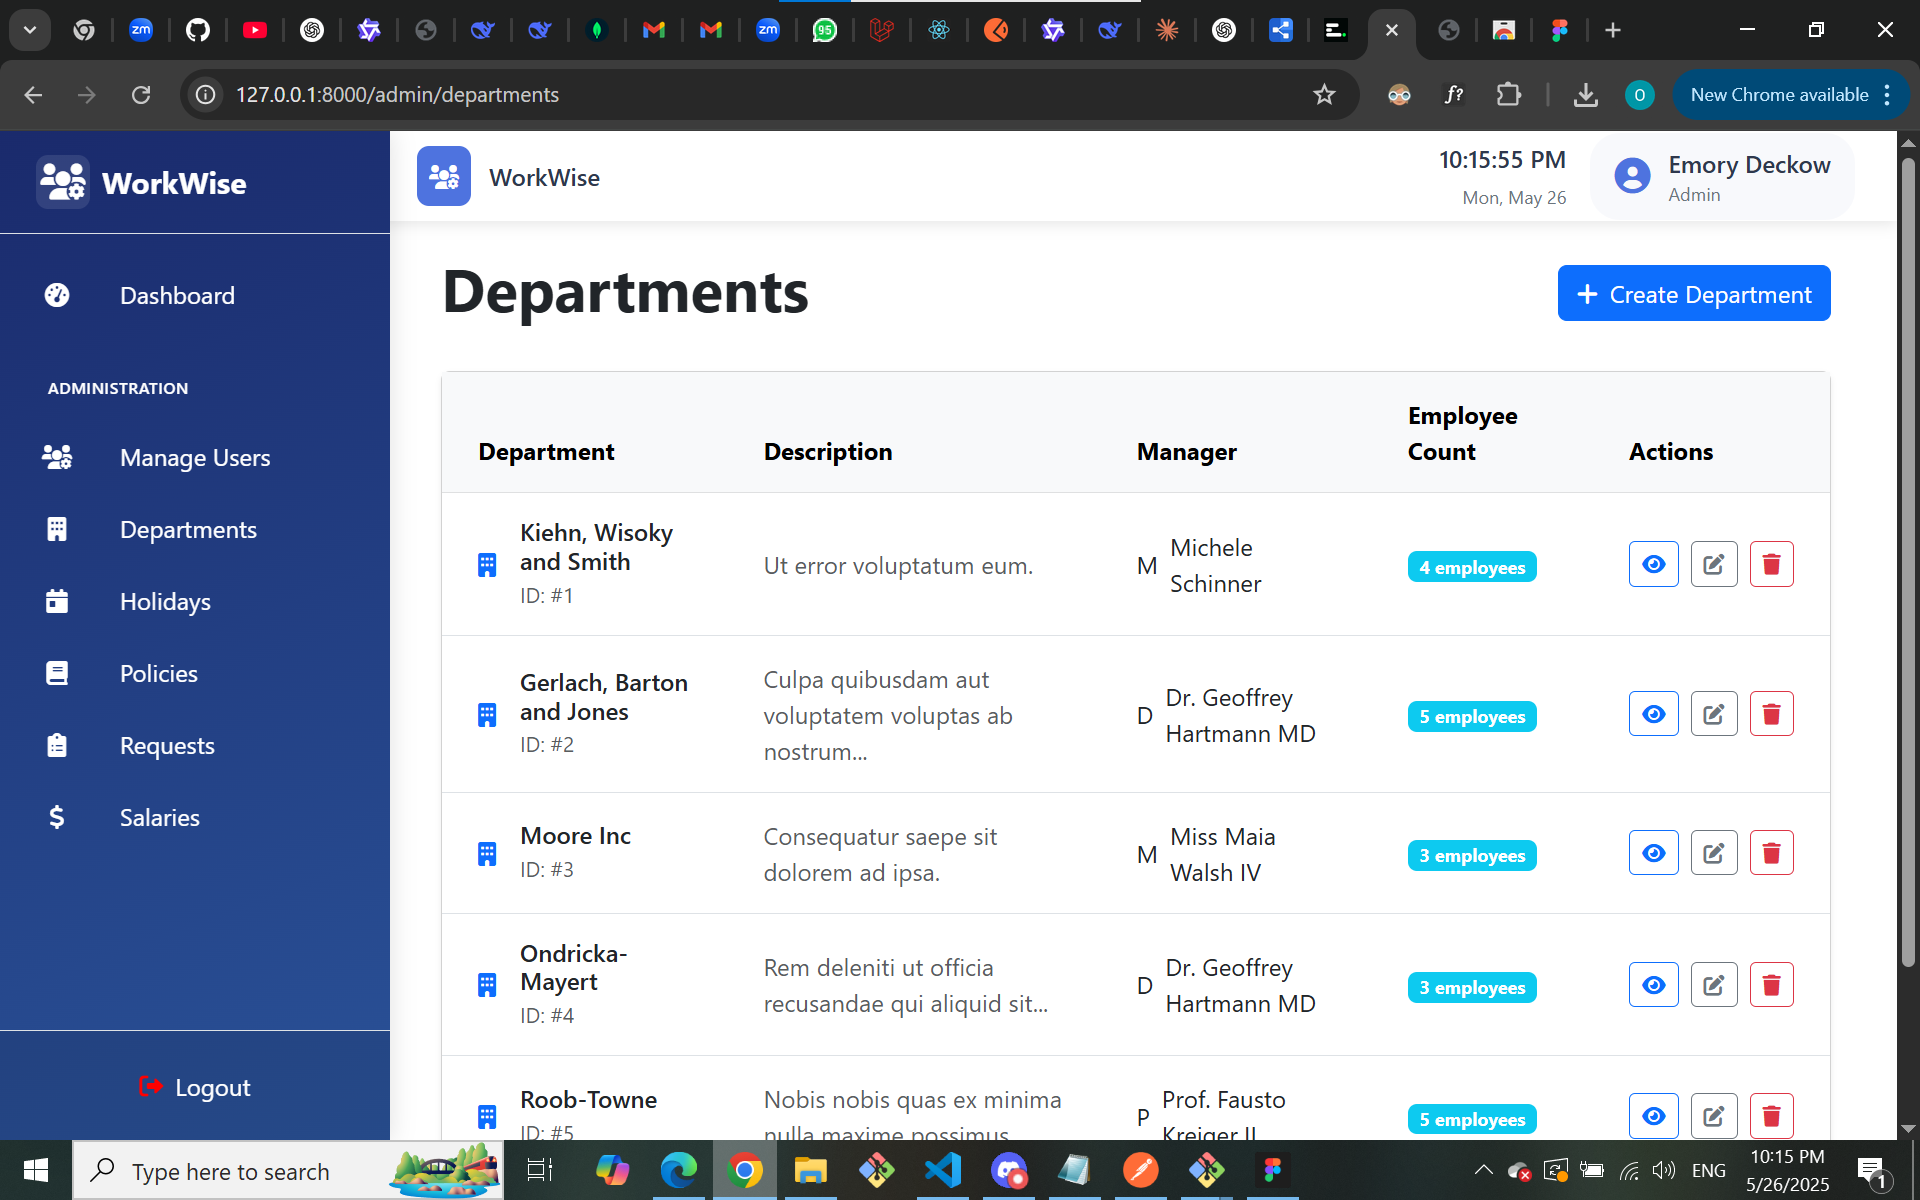 zm
zm
95
127.0.0.1:8000/admin/departments
f?
O
New Chrome available
WorkWise
WorkWise
10:15:55 PM
Mon, May 26
Emory Deckow
Admin
Dashboard
ADMINISTRATION
Manage Users
Departments
Holidays
Policies
Requests
Salaries
Logout
Departments
+ Create Department
Department Description Manager Employee Count Actions
Kiehn, Wisoky
and Smith
ID: #1
Ut error voluptatum eum.
M
Michele
Schinner
4 employees
Gerlach, Barton
and Jones
ID: #2
Culpa quibusdam aut
voluptatem voluptas ab
nostrum...
D
Dr. Geoffrey
Hartmann MD
5 employees
Moore Inc
ID: #3
Consequatur saepe sit
dolorem ad ipsa.
M
Miss Maia
Walsh IV
3 employees
Ondricka-
Mayert
ID: #4
Rem deleniti ut officia
recusandae qui aliquid sit...
D
Dr. Geoffrey
Hartmann MD
3 employees
Roob-Towne
ID: #5
Nobis nobis quas ex minima
nulla maxime possimus
P
Prof. Fausto
Kreiger II
5 employees
Type here to search
ENG
10:15 PM
5/26/2025
1